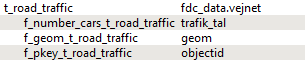 t_road_traffic fdc_data.vejnet
f_number_cars_t_road_traffic trafik_tal
f_geom_t_road_traffic geom
f_pkey_t_road_traffic objectid